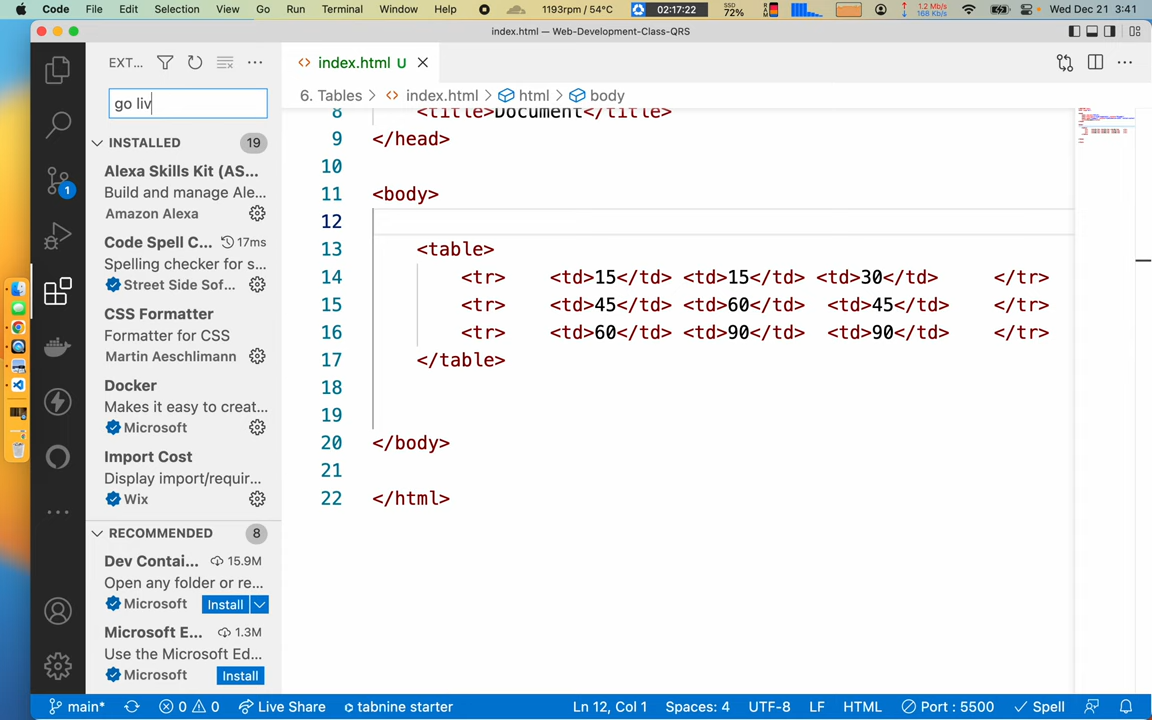 Code File Edit Selection View Go Run Terminal Window Help 1193rpm / 54°C 02:17:22 SSD 72% 1.2 Mb/s 168 Kb/s Wed Dec 21 3:41
index.html — Web-Development-Class-QRS
EXT...
index.html U
go liv
6. Tables > index.html > html > body
INSTALLED 19
Alexa Skills Kit (AS...
Build and manage Ale...
Amazon Alexa
Code Spell C... 17ms
Spelling checker for s...
Street Side Sof...
CSS Formatter
Formatter for CSS
Martin Aeschlimann
Docker
Makes it easy to creat...
Microsoft
Import Cost
Display import/requir...
Wix
RECOMMENDED 8
Dev Contai... 15.9M
Open any folder or re...
Microsoft Install
Microsoft E... 1.3M
Use the Microsoft Ed...
Microsoft Install
8 <title>Document</title>
9 </head>
10
11 <body>
12
13 <table>
14 <tr> <td>15</td> <td>15</td> <td>30</td> </tr>
15 <tr> <td>45</td> <td>60</td> <td>45</td> </tr>
16 <tr> <td>60</td> <td>90</td> <td>90</td> </tr>
17 </table>
18
19
20 </body>
21
22 </html>
1
main* 0 0 Live Share tabnine starter Ln 12, Col 1 Spaces: 4 UTF-8 LF HTML Port : 5500 Spell